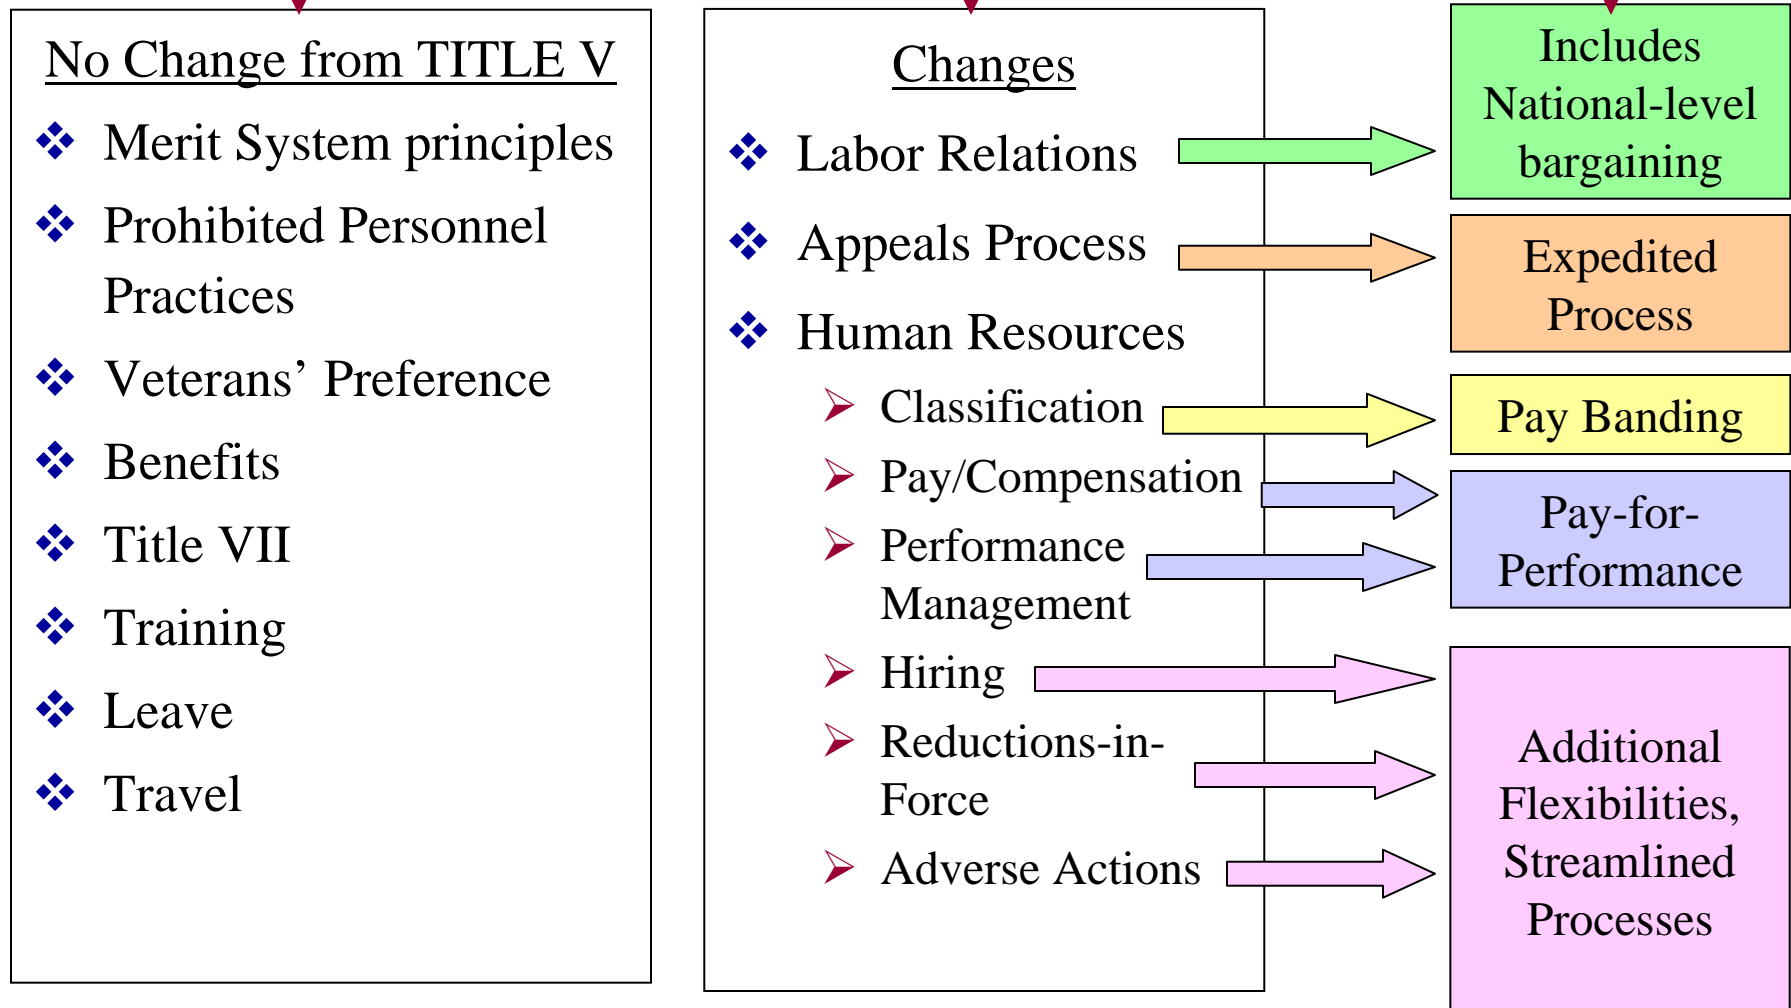 No Change from TITLE V
Merit System principles
Prohibited Personnel
Practices
Veterans’ Preference
Benefits
Title VII
Training
Leave
Travel
Changes
Labor Relations
Appeals Process
Human Resources
Classification
Pay/Compensation
Performance
Management
Hiring
Reductions-in-
Force
Adverse Actions
Includes
National-level
bargaining
Expedited
Process
Pay Banding
Pay-for-
Performance
Additional
Flexibilities,
Streamlined
Processes